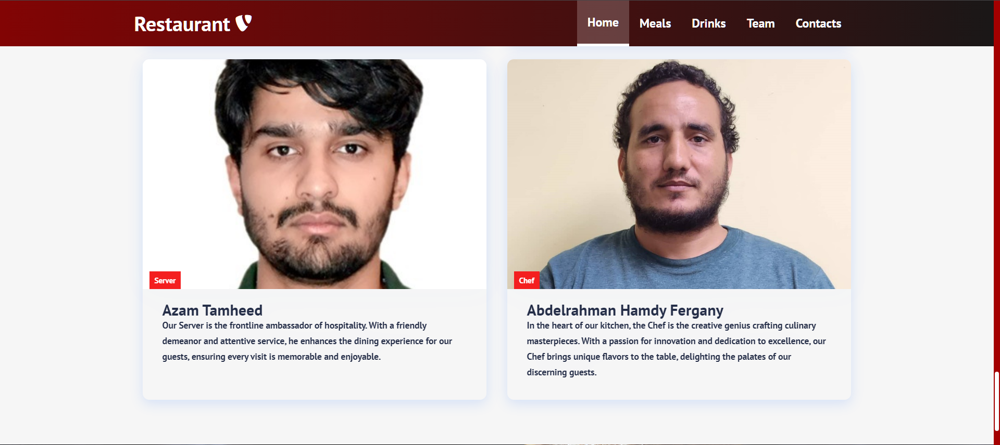 Restaurant
Home Meals Drinks Team Contacts
Server
Azam Tamheed
Our Server is the frontline ambassador of hospitality. With a friendly
demeanor and attentive service, he enhances the dining experience for our
guests, ensuring every visit is memorable and enjoyable.
Chef
Abdelrahman Hamdy Fergany
In the heart of our kitchen, the Chef is the creative genius crafting culinary
masterpieces. With a passion for innovation and dedication to excellence, our
Chef brings unique flavors to the table, delighting the palates of our
discerning guests.